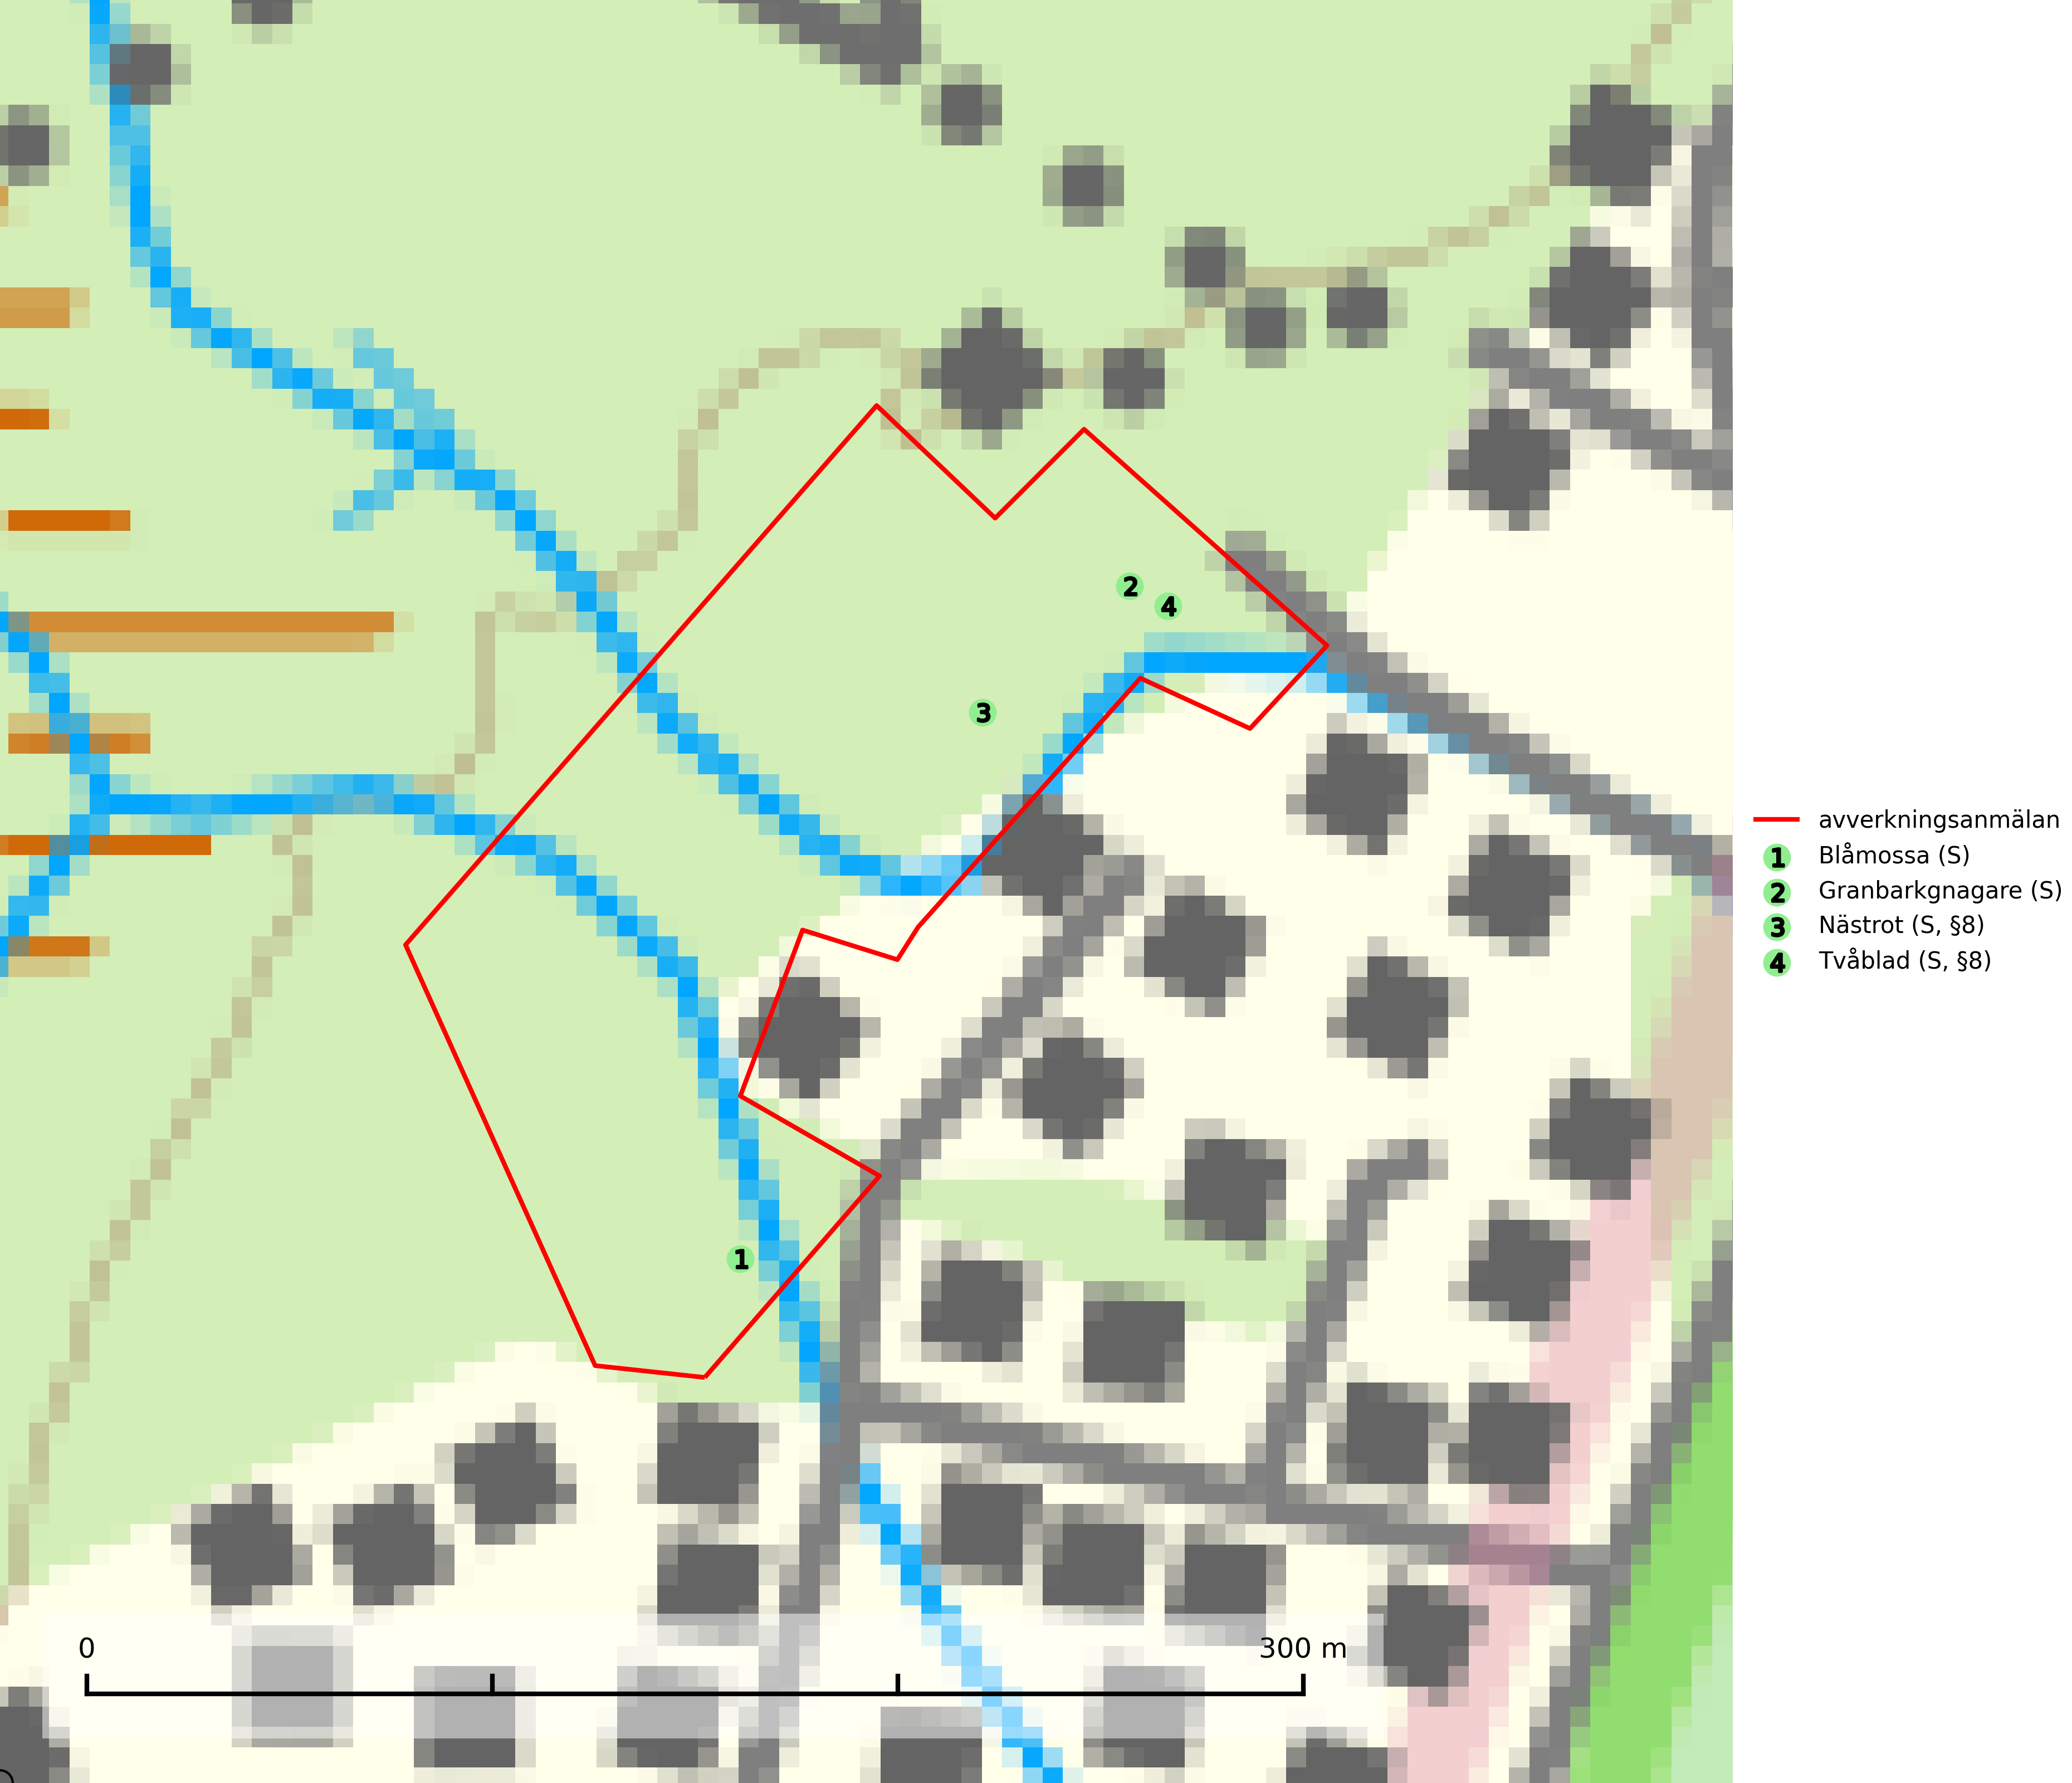 2
4
3
1
avverkningsanmälan
1 Blåmossa (S)
2 Granbarkgnagare (S)
3 Nästrot (S, §8)
4 Tvåblad (S, §8)
0 300 m